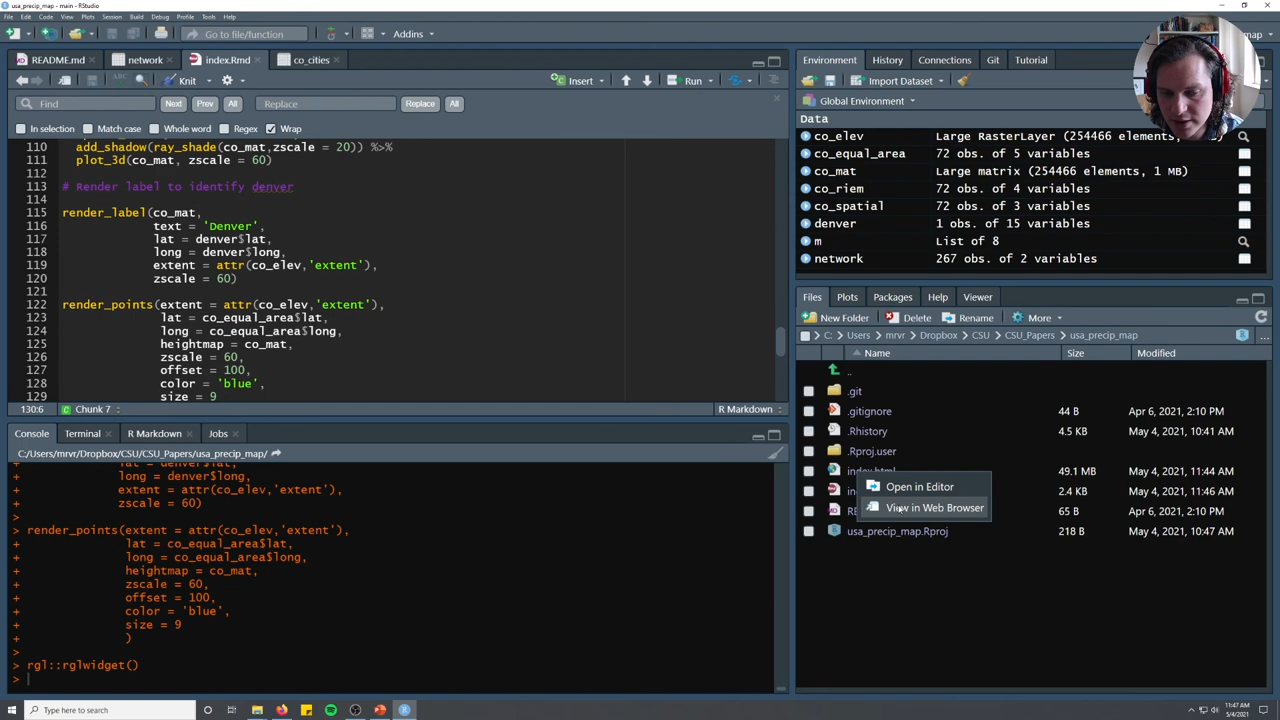 usa_precip_map - main - RStudio
File Edit Code View Plots Session Build Debug Profile Tools Help
Go to file/function Addins map
README.md network index.Rmd co_cities
Knit Insert Run
Find Next Prev All Replace Replace All
In selection Match case Whole word Regex Wrap
110 add_shadow(ray_shade(co_mat,zscale = 20)) %>%
111 plot_3d(co_mat, zscale = 60)
112
113 # Render label to identify denver
114
115 render_label(co_mat,
116 text = 'Denver',
117 lat = denver$lat,
118 long = denver$long,
119 extent = attr(co_elev,'extent'),
120 zscale = 60)
121
122 render_points(extent = attr(co_elev,'extent'),
123 lat = co_equal_area$lat,
124 long = co_equal_area$long,
125 heightmap = co_mat,
126 zscale = 60,
127 offset = 100,
128 color = 'blue',
129 size = 9
130:6 Chunk 7 R Markdown
Console Terminal R Markdown Jobs
C:/Users/mrvr/Dropbox/CSU/CSU_Papers/usa_precip_map/
+ lat = denver$lat,
+ long = denver$long,
+ extent = attr(co_elev,'extent'),
+ zscale = 60)
>
> render_points(extent = attr(co_elev,'extent'),
+ lat = co_equal_area$lat,
+ long = co_equal_area$long,
+ heightmap = co_mat,
+ zscale = 60,
+ offset = 100,
+ color = 'blue',
+ size = 9
+ )
>
> rgl::rglwidget()
>
Environment History Connections Git Tutorial
Import Dataset
Global Environment
Data
co_elev Large RasterLayer (254466 elements,
co_equal_area 72 obs. of 5 variables
co_mat Large matrix (254466 elements, 1 MB)
co_riem 72 obs. of 4 variables
co_spatial 72 obs. of 3 variables
denver 1 obs. of 15 variables
m List of 8
network 267 obs. of 2 variables
Files Plots Packages Help Viewer
New Folder Delete Rename More
C: Users mrvr Dropbox CSU CSU_Papers usa_precip_map
Name Size Modified
..
.git
.gitignore 44 B Apr 6, 2021, 2:10 PM
.Rhistory 4.5 KB May 4, 2021, 10:41 AM
.Rproj.user
index.html 49.1 MB May 4, 2021, 11:44 AM
in 2.4 KB May 4, 2021, 11:46 AM
RE 65 B Apr 6, 2021, 2:10 PM
usa_precip_map.Rproj 218 B May 4, 2021, 10:47 AM
Open in Editor
View in Web Browser
Type here to search
11:47 AM
5/4/2021